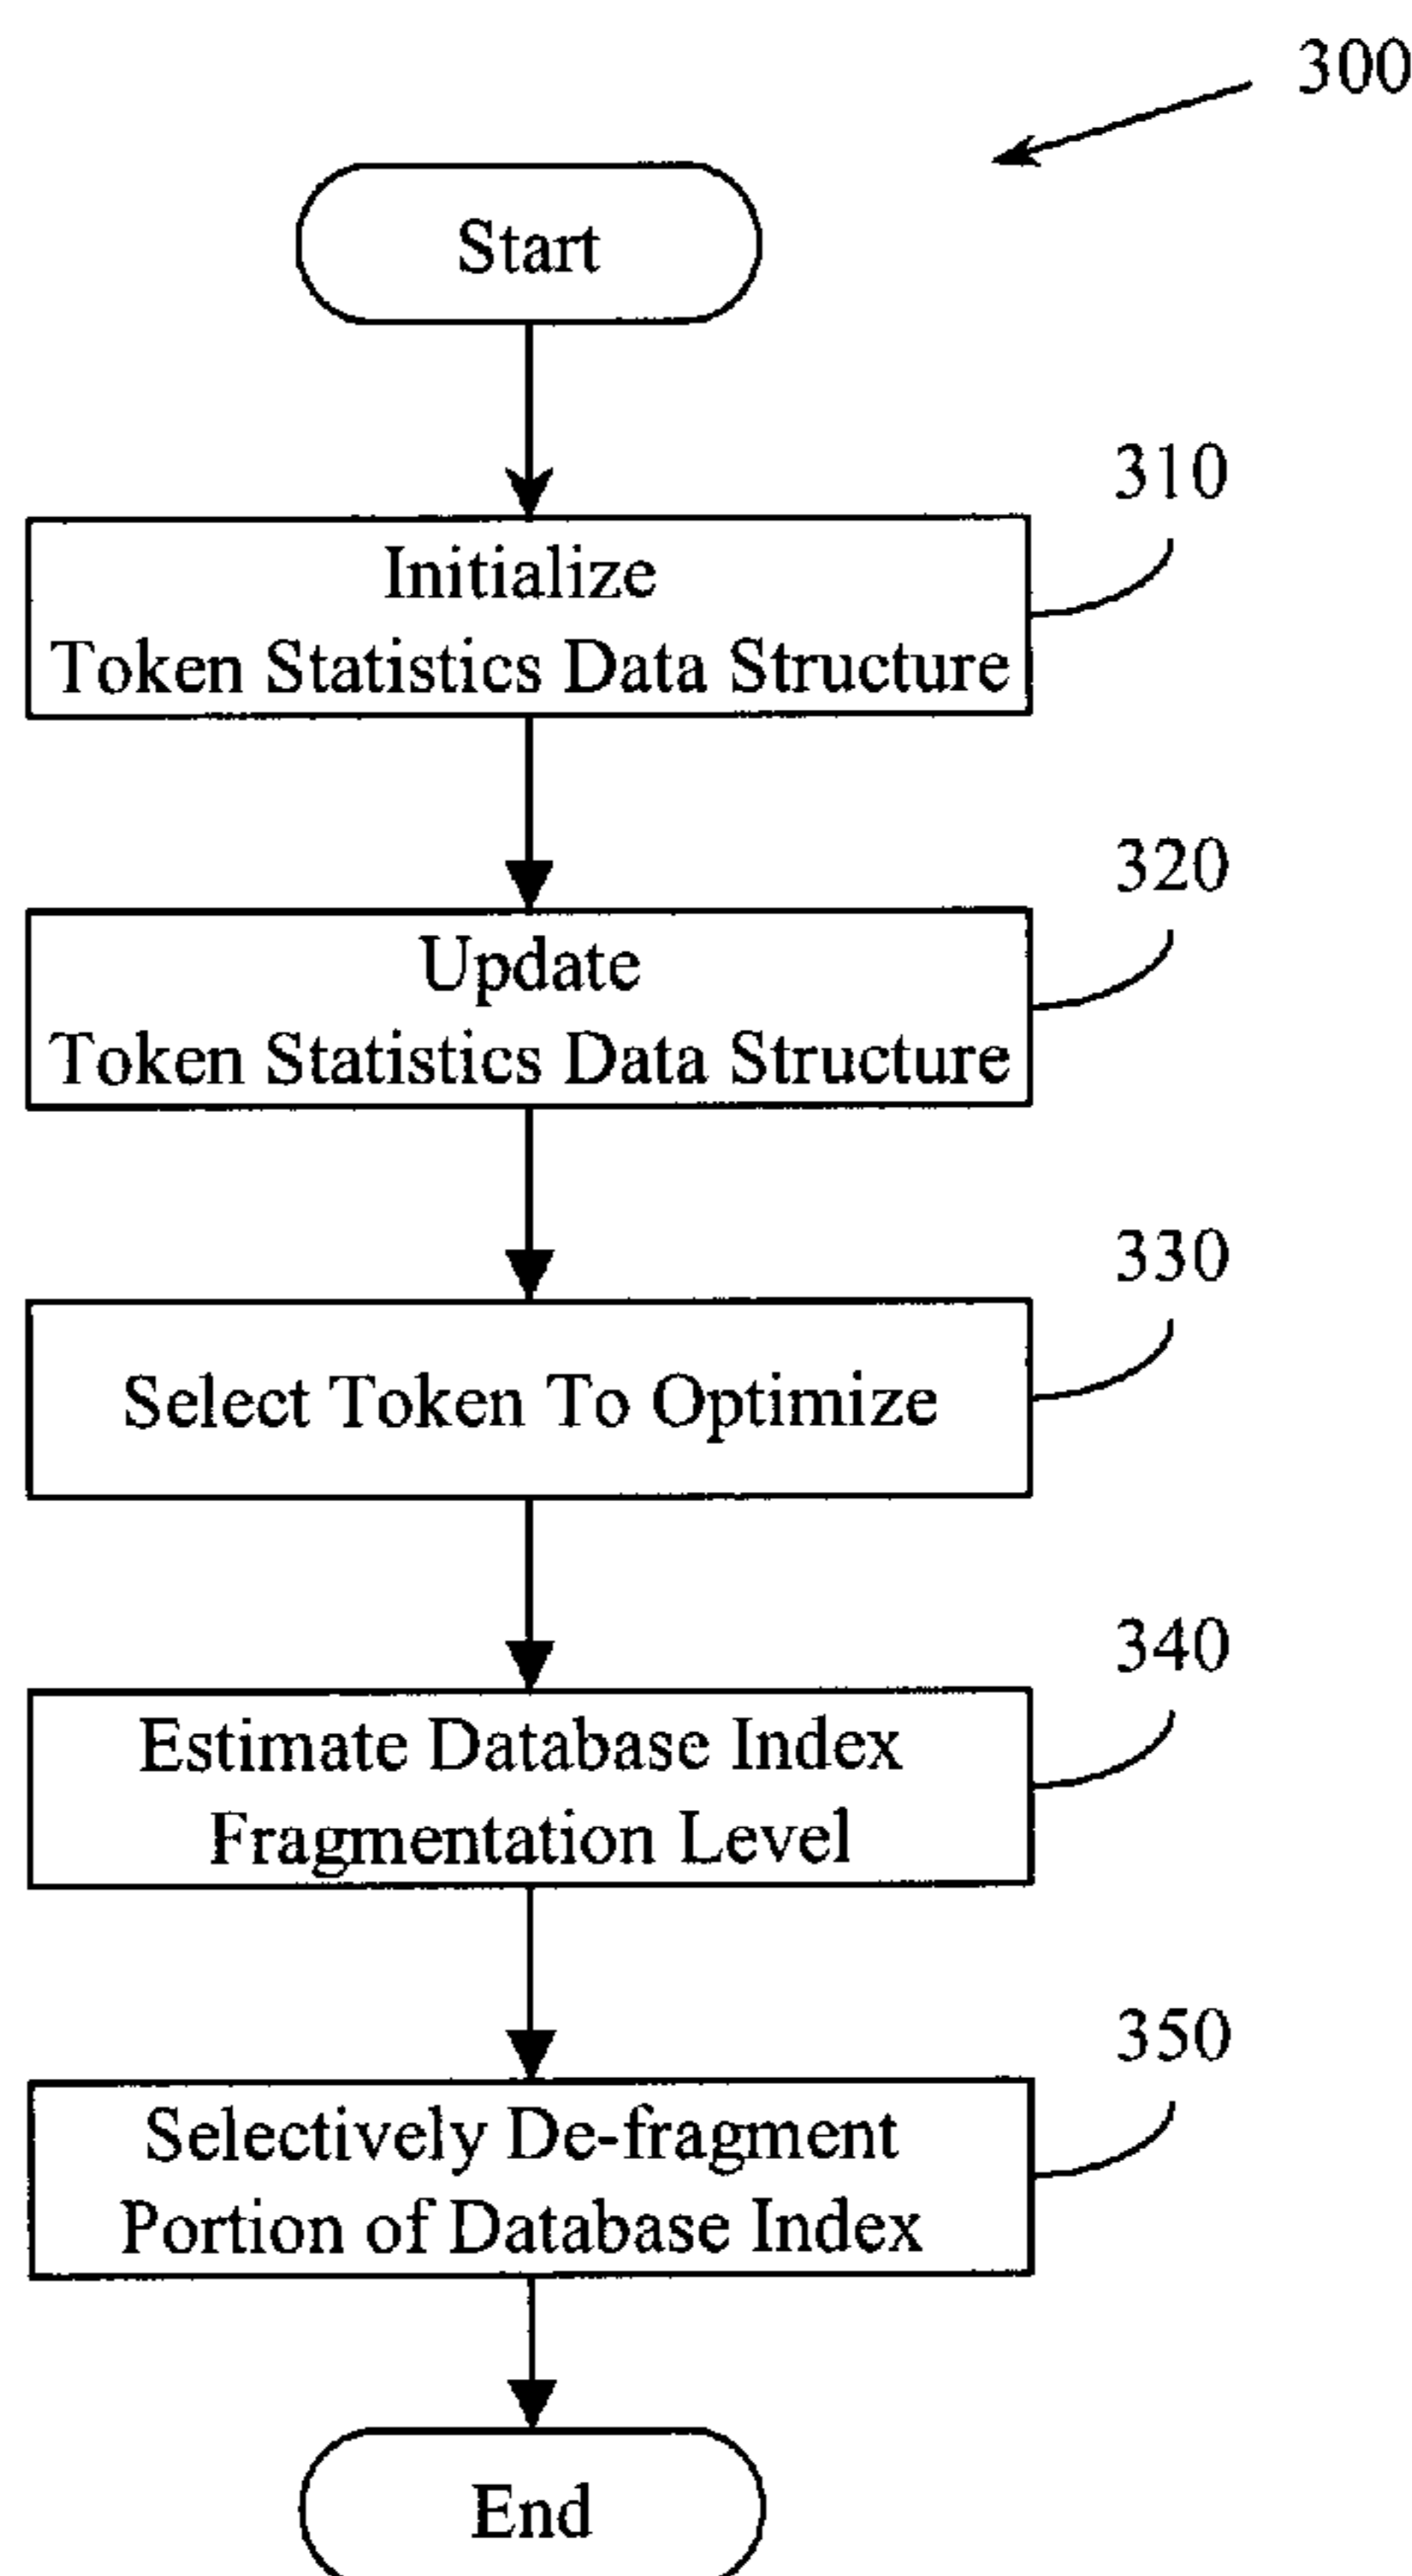 300
Start
310
Initialize
Token Statistics Data Structure
320
Update
Token Statistics Data Structure
330
Select Token To Optimize
340
Estimate Database Index
Fragmentation Level
350
Selectively De-fragment
Portion of Database Index
End